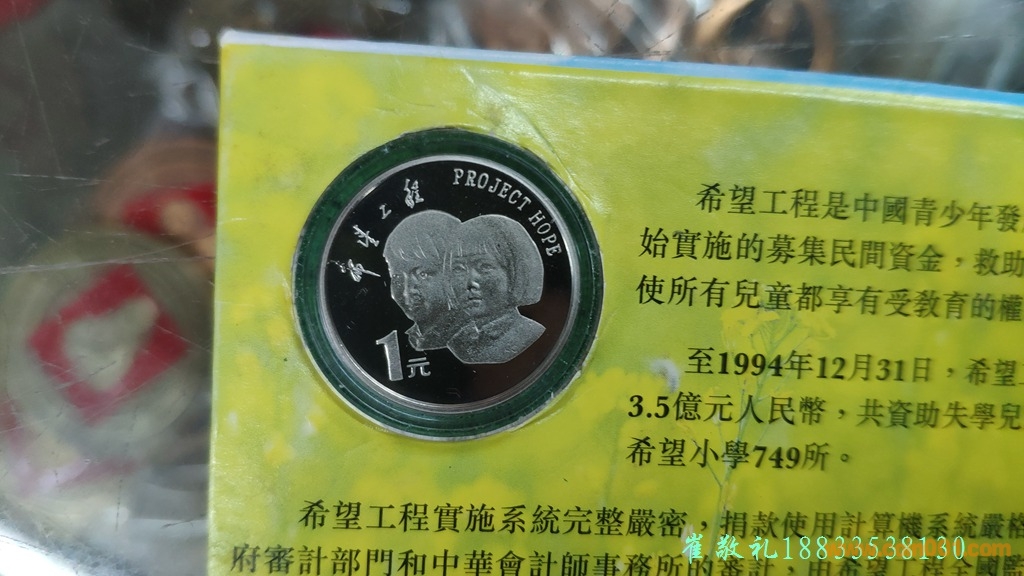 希望工程
PROJECT HOPE
1元
希望工程是中國青少年發
始實施的募集民間資金，救助
使所有兒童都享有受教育的權
至1994年12月31日，希望
3.5億元人民幣，共資助失學兒
希望小學749所。
希望工程實施系統完整嚴密，捐款使用計算機系統嚴格
府審計部門和中華會計師事務所的審計，由希望工程全國監
崔敬礼18833538130